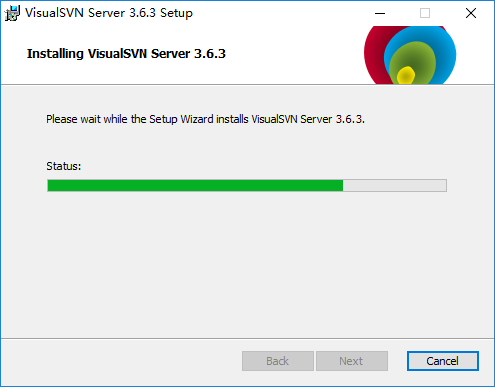 VisualSVN Server 3.6.3 Setup
Installing VisualSVN Server 3.6.3
Please wait while the Setup Wizard installs VisualSVN Server 3.6.3.
Status:
Back Next Cancel